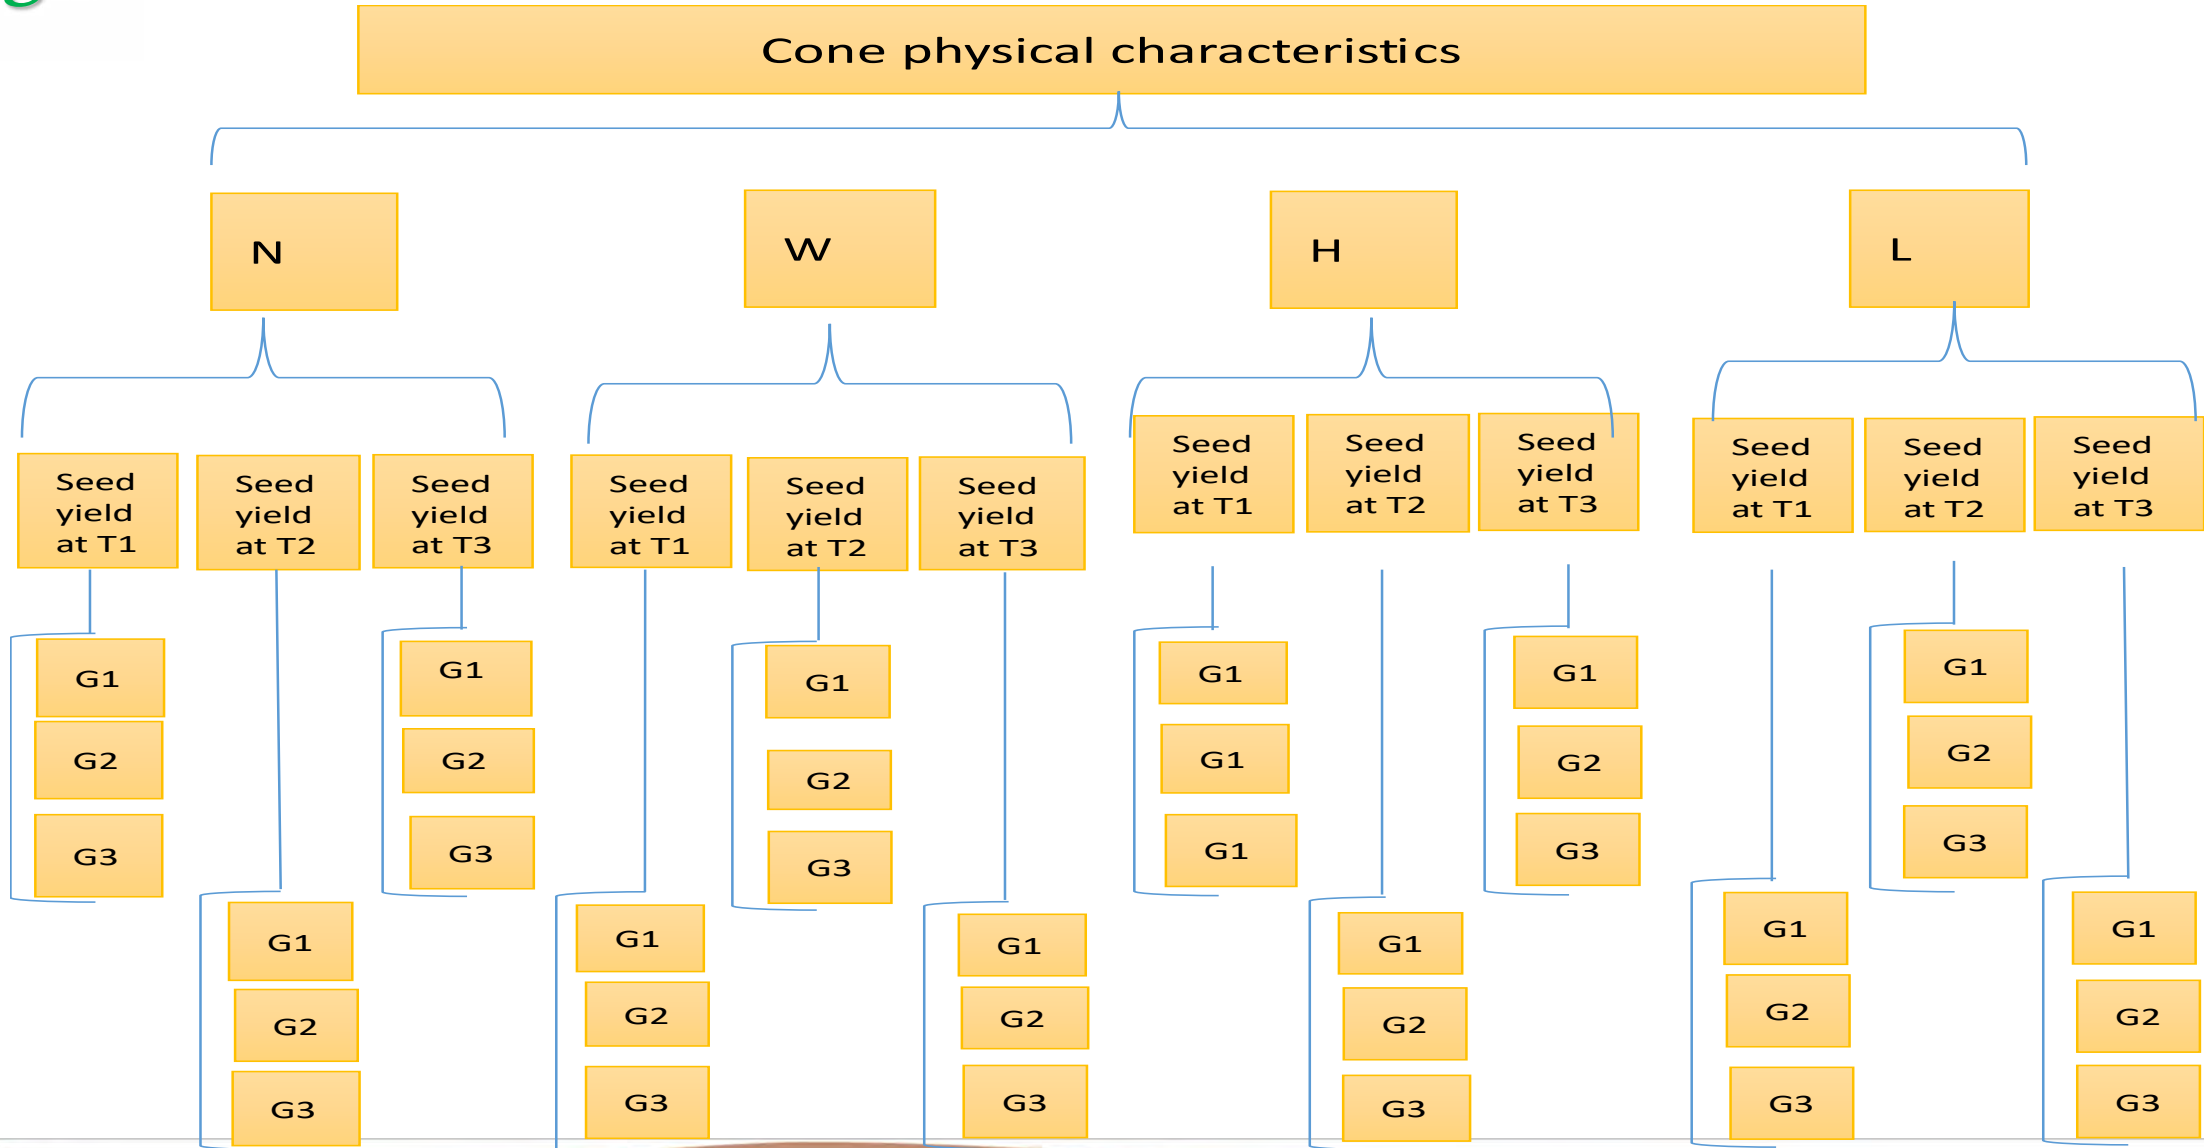 Cone physical characteristics
N
W
H
L
Seed
yield
at T1
Seed
yield
at T2
Seed
yield
at T3
Seed
yield
at T1
Seed
yield
at T2
Seed
yield
at T3
Seed
yield
at T1
Seed
yield
at T2
Seed
yield
at T3
Seed
yield
at T1
Seed
yield
at T2
Seed
yield
at T3
G1
G2
G3
G1
G2
G3
G1
G2
G3
G1
G2
G3
G1
G2
G3
G1
G2
G3
G1
G1
G1
G1
G2
G3
G1
G2
G3
G1
G2
G3
G1
G2
G3
G1
G2
G3